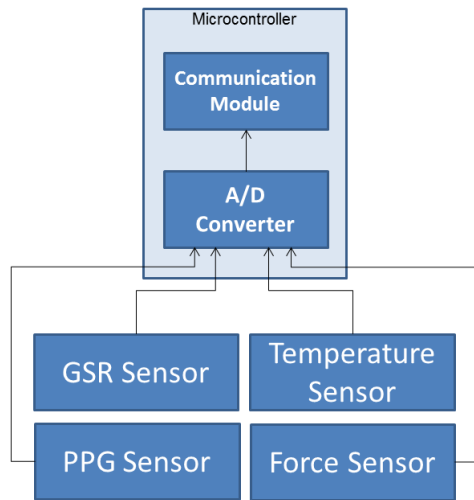 Microcontroller
Communication
Module
A/D
Converter
GSR Sensor
Temperature
Sensor
PPG Sensor
Force Sensor